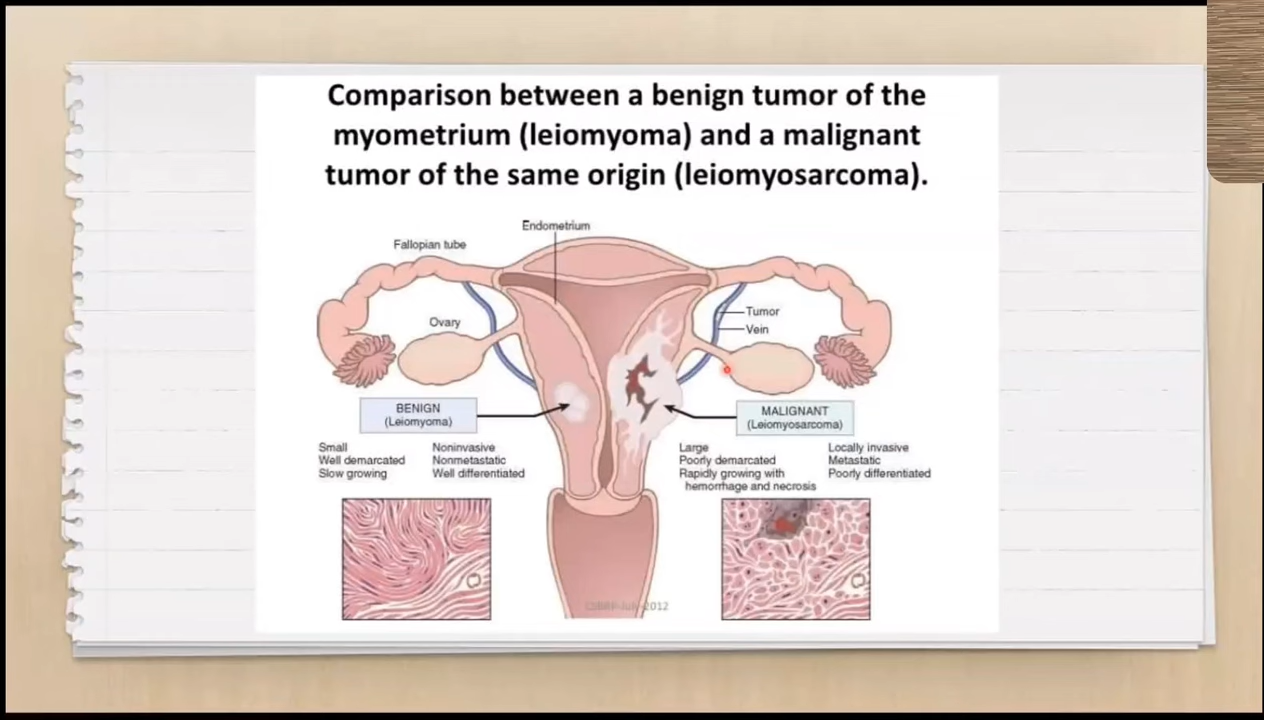 Comparison between a benign tumor of the
myometrium (leiomyoma) and a malignant
tumor of the same origin (leiomyosarcoma).
Endometrium
Fallopian tube
Ovary
Tumor
Vein
BENIGN
(Leiomyoma)
MALIGNANT
(Leiomyosarcoma)
Small
Well demarcated
Slow growing
Noninvasive
Nonmetastatic
Well differentiated
Large
Poorly demarcated
Rapidly growing with
hemorrhage and necrosis
Locally invasive
Metastatic
Poorly differentiated
2012